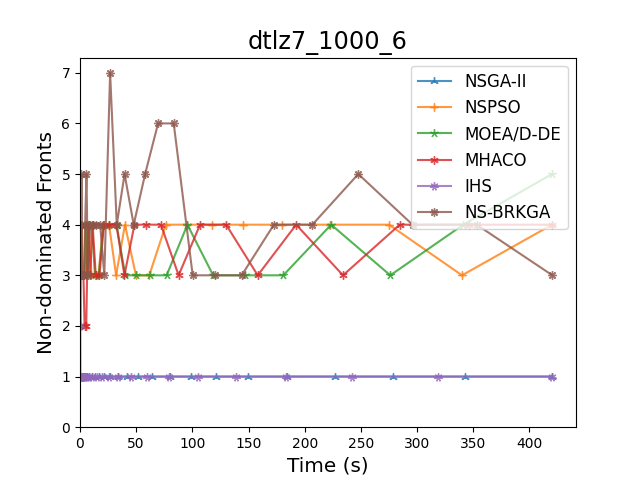 dtlz7_1000_6
7
6
5
4
3
2
1
0
Non-dominated Fronts
0 50 100 150 200 250 300 350 400
Time (s)
NSGA-II
NSPSO
MOEA/D-DE
MHACO
IHS
NS-BRKGA